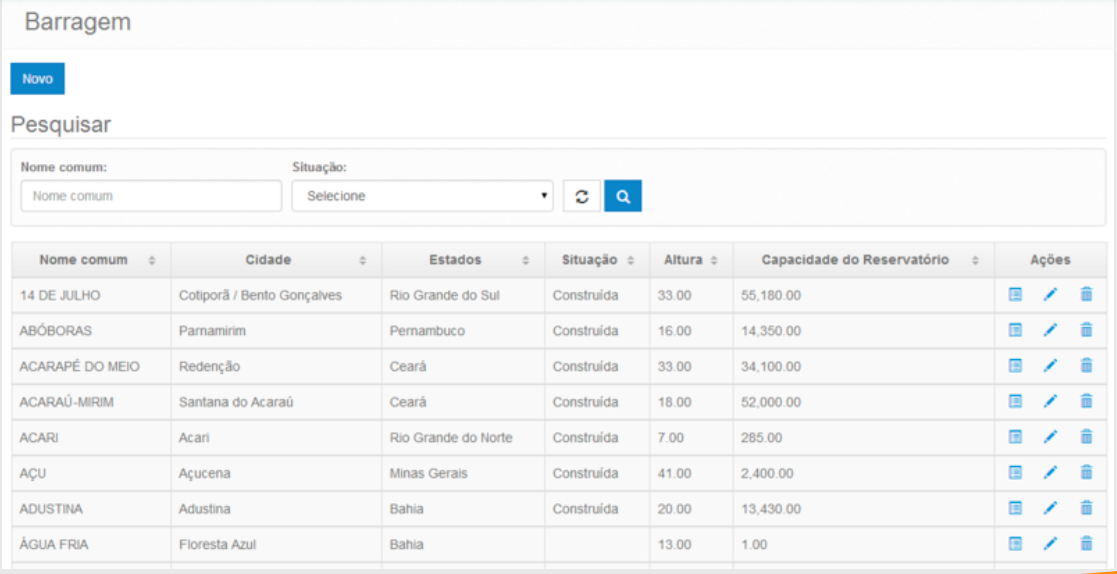 Barragem
Novo
Pesquisar
Nome comum: Situação:
Nome comum Selecione
Nome comum Cidade Estados Situação Altura Capacidade do Reservatório Ações
14 DE JULHO Cotiporã / Bento Gonçalves Rio Grande do Sul Construída 33.00 55,180.00
ABÓBORAS Parnamirim Pernambuco Construída 16.00 14,350.00
ACARAPÉ DO MEIO Redenção Ceará Construída 33.00 34,100.00
ACARAÚ-MIRIM Santana do Acaraú Ceará Construída 18.00 52,000.00
ACARI Acari Rio Grande do Norte Construída 7.00 285.00
AÇU Açucena Minas Gerais Construída 41.00 2,400.00
ADUSTINA Adustina Bahia Construída 20.00 13,430.00
ÁGUA FRIA Floresta Azul Bahia 13.00 1.00